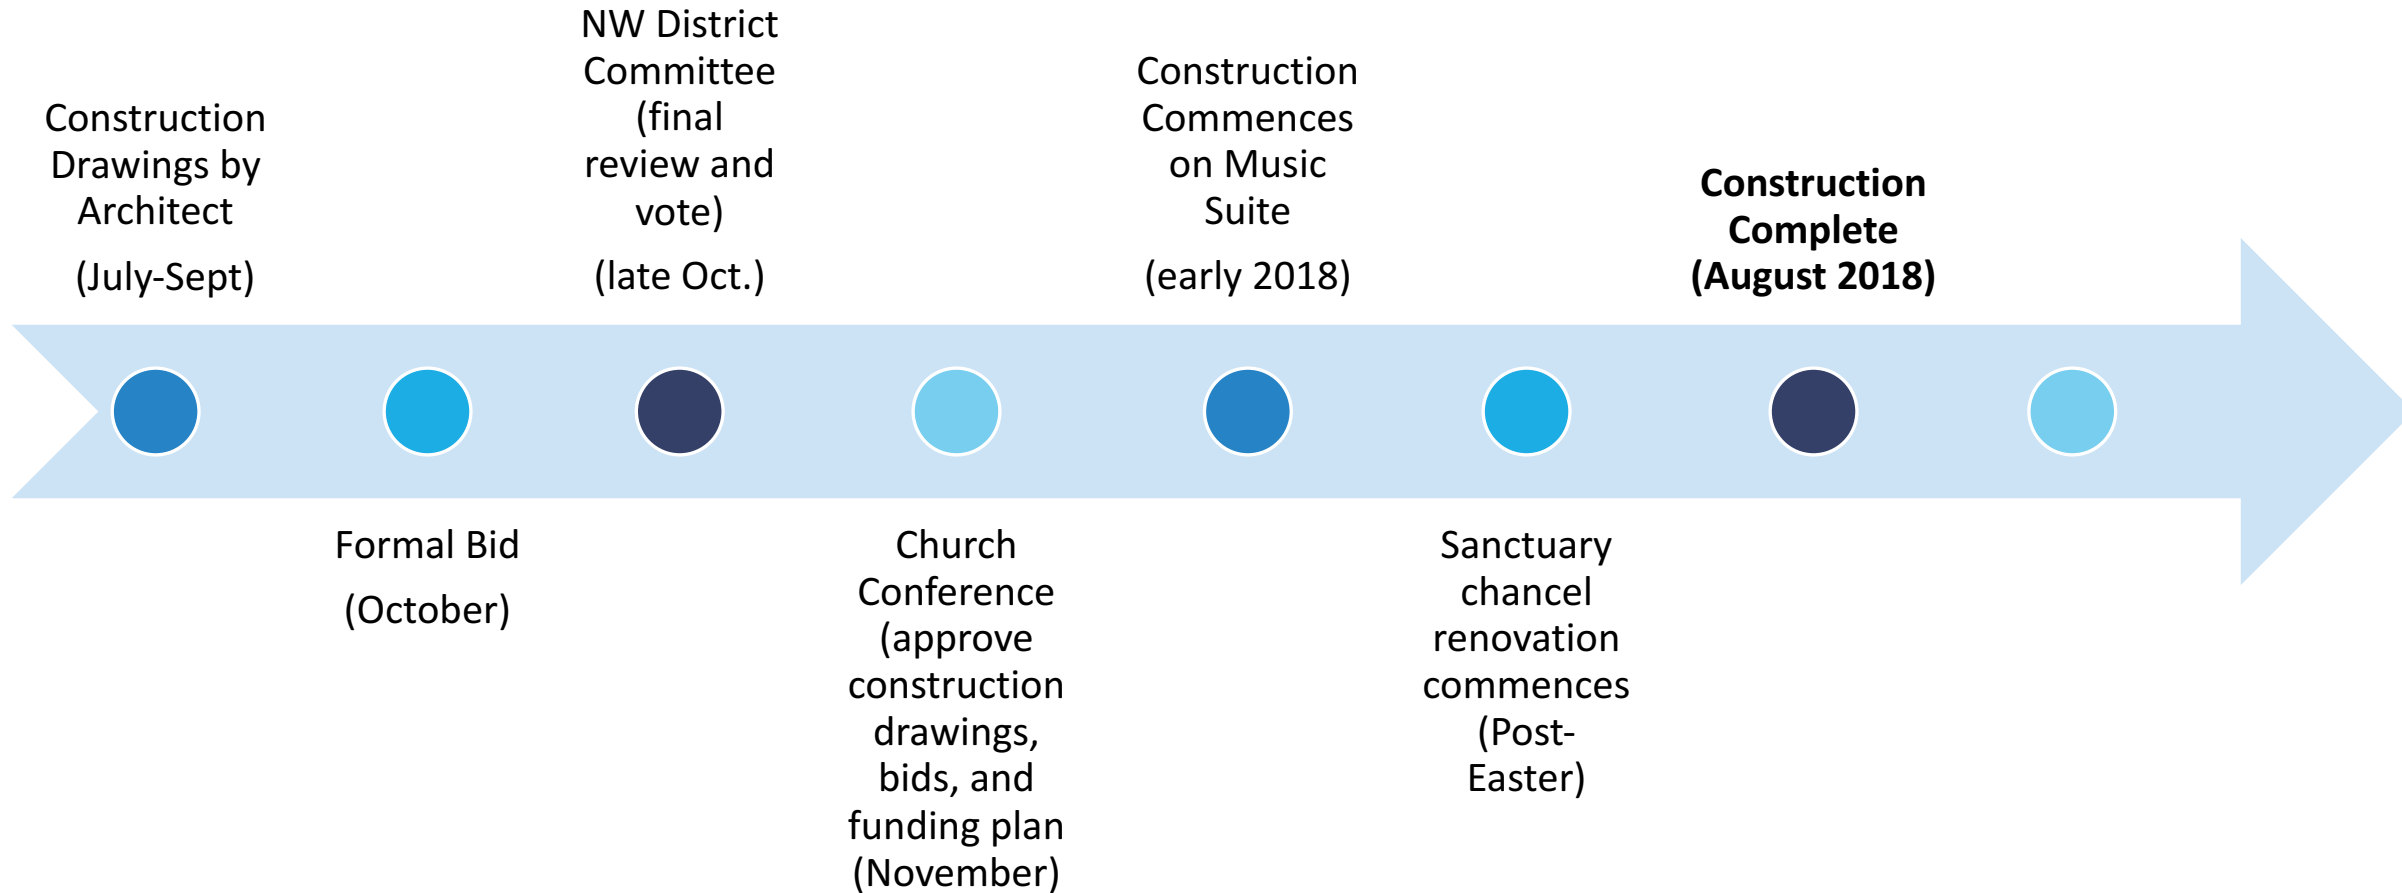 Construction
Drawings by
Architect
(July-Sept)
Formal Bid
(October)
NW District
Committee
(final
review and
vote)
(late Oct.)
Church
Conference
(approve
construction
drawings,
bids, and
funding plan
(November)
Construction
Commences
on Music
Suite
(early 2018)
Sanctuary
chancel
renovation
commences
(Post-
Easter)
Construction
Complete
(August 2018)